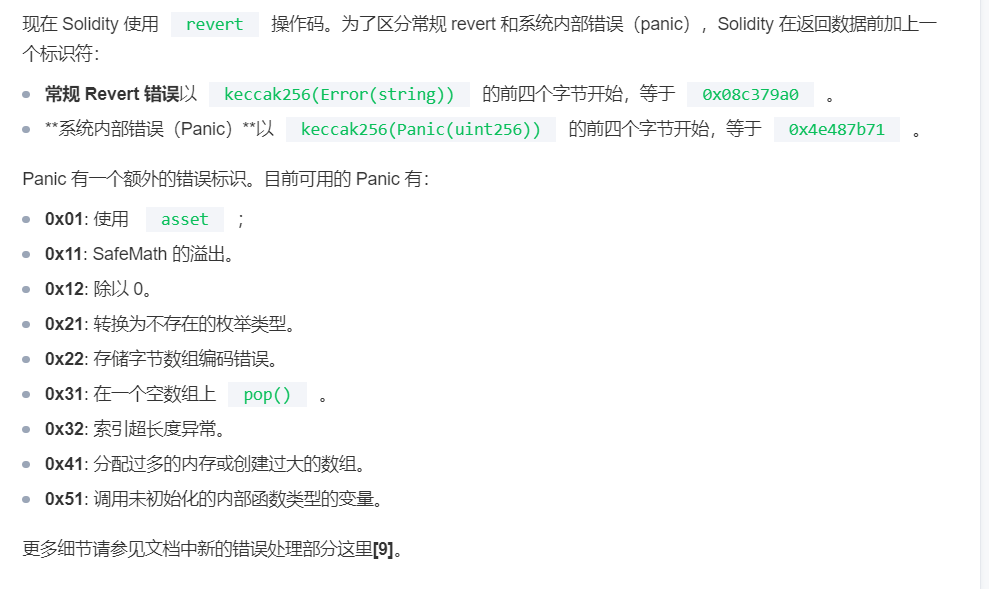 现在 Solidity 使用 revert 操作码。为了区分常规 revert 和系统内部错误（panic），Solidity 在返回数据前加上一
个标识符：
常规 Revert 错误以 keccak256(Error(string)) 的前四个字节开始，等于 0x08c379a0 。
**系统内部错误（Panic）**以 keccak256(Panic(uint256)) 的前四个字节开始，等于 0x4e487b71 。
Panic 有一个额外的错误标识。目前可用的 Panic 有：
0x01: 使用 asset ；
0x11: SafeMath 的溢出。
0x12: 除以 0。
0x21: 转换为不存在的枚举类型。
0x22: 存储字节数组编码错误。
0x31: 在一个空数组上 pop() 。
0x32: 索引超长度异常。
0x41: 分配过多的内存或创建过大的数组。
0x51: 调用未初始化的内部函数类型的变量。
更多细节请参见文档中新的错误处理部分这里[9]。